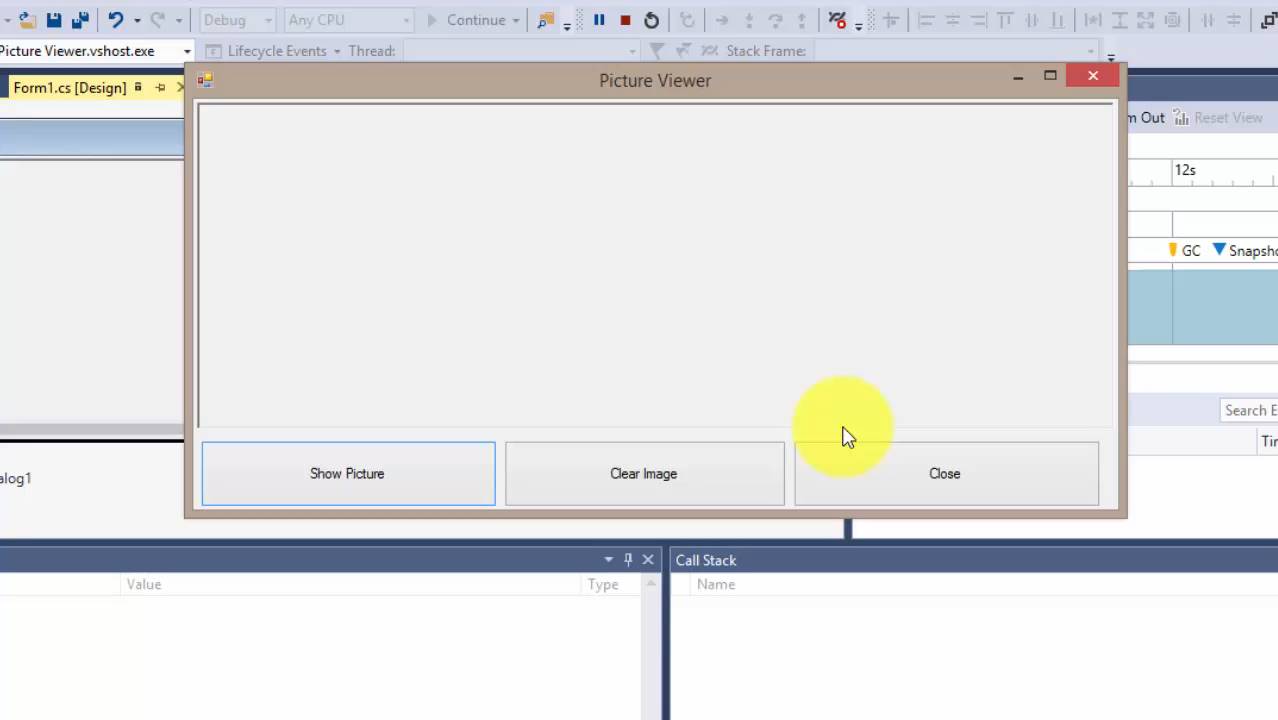 Debug Any CPU Continue
Picture Viewer.vshost.exe Lifecycle Events Thread: Stack Frame:
Form1.cs [Design]
Picture Viewer
m Out Reset View
12s
GC Snapsho
Search E
Tir
Show Picture Clear Image Close
alog1
Call Stack
Value Type Name